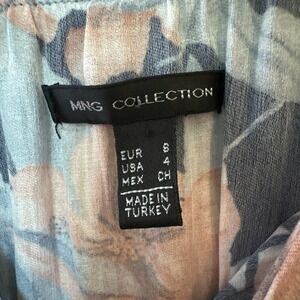 MNG COLLECTION
EUR S
USA 4
MEX CH
MADE IN
TURKEY